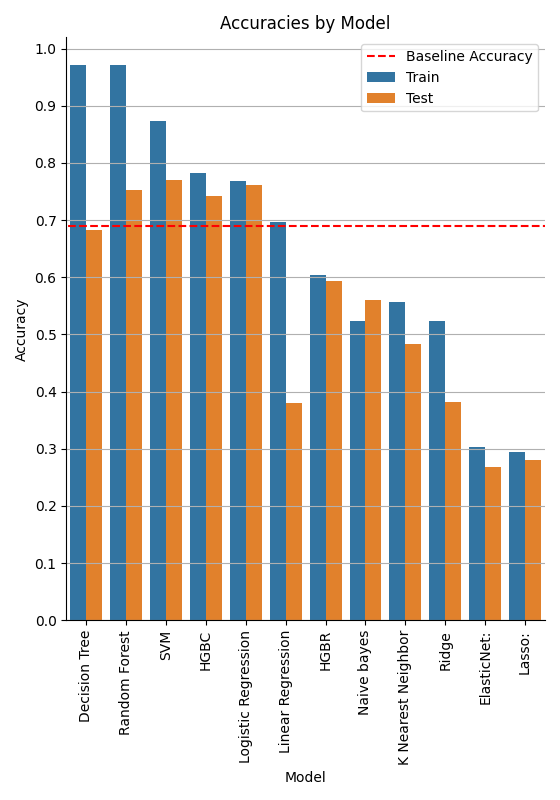 Accuracies by Model
Baseline Accuracy
Train
Test
Accuracy
1.0
0.9
0.8
0.7
0.6
0.5
0.4
0.3
0.2
0.1
0.0
Decision Tree
Random Forest
SVM
HGBC
Logistic Regression
Linear Regression
HGBR
Naive bayes
K Nearest Neighbor
Ridge
ElasticNet:
Lasso:
Model